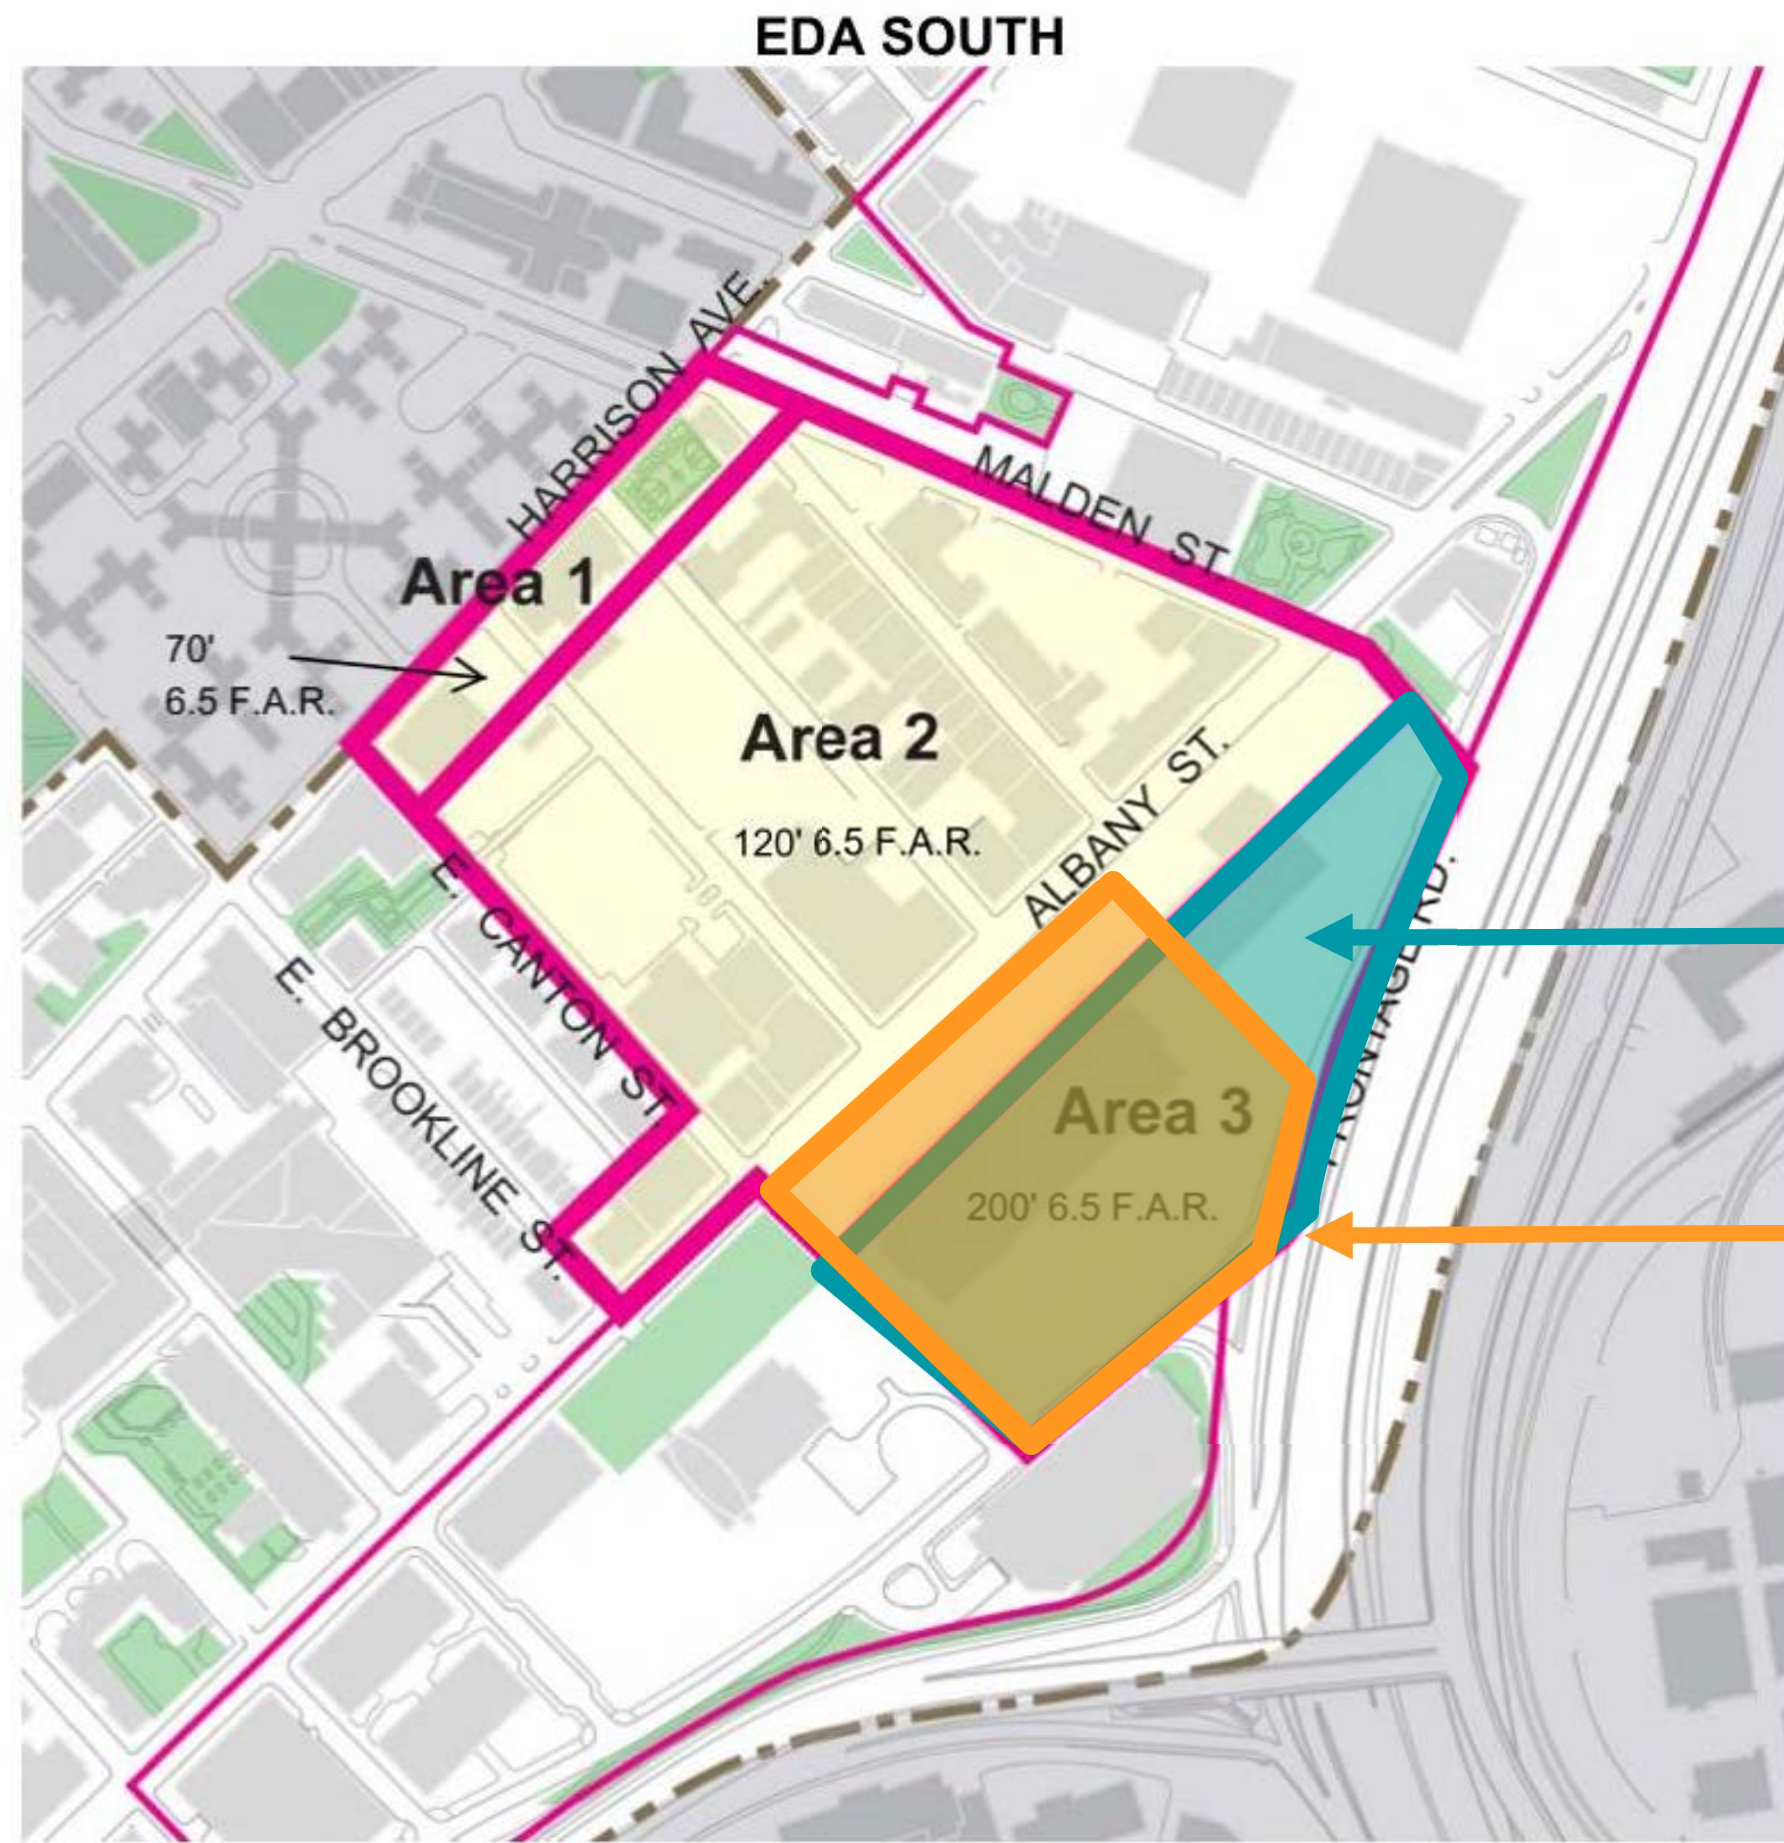 EDA SOUTH
HARRISON AVE.
MALDEN ST.
Area 1
70'
6.5 F.A.R.
Area 2
120' 6.5 F.A.R.
ALBANY ST.
E. CANTON ST.
FRONTAGE RD.
E. BROOKLINE ST.
Area 3
200' 6.5 F.A.R.